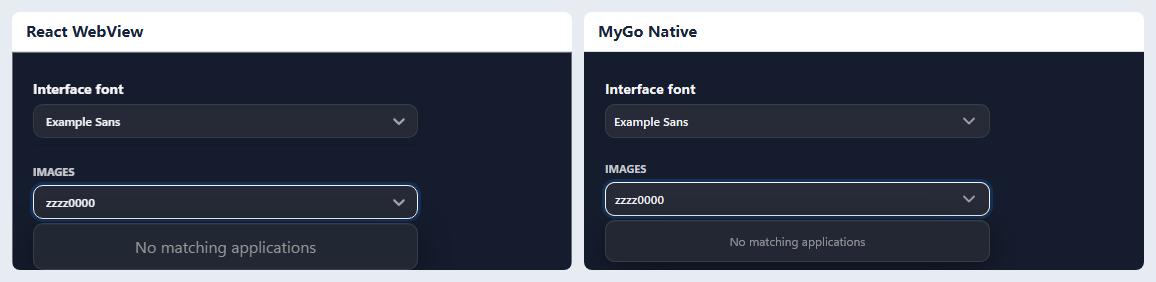 React WebView
Interface font
Example Sans
IMAGES
zzzz0000
No matching applications
MyGo Native
Interface font
Example Sans
IMAGES
zzzz0000
No matching applications